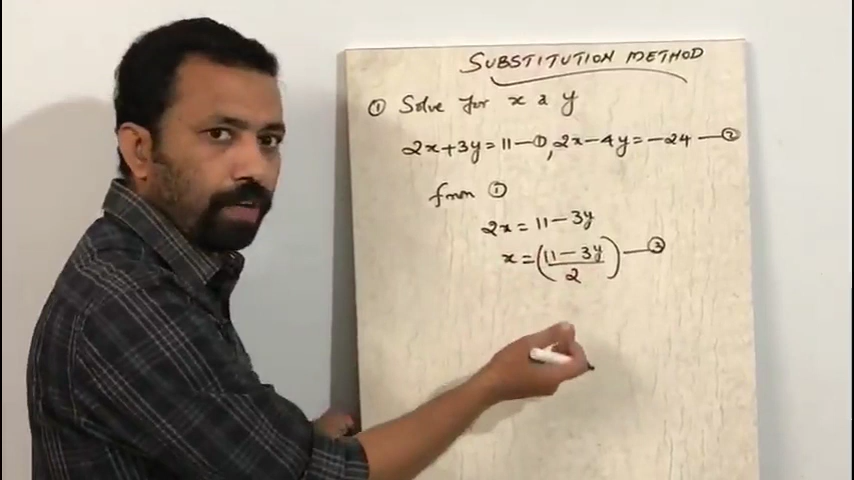 SUBSTITUTION METHOD
① Solve for x & y
2x+3y=11—①, 2x-4y=-24—②
from ①
2x = 11-3y
x = (11-3y/2)—③